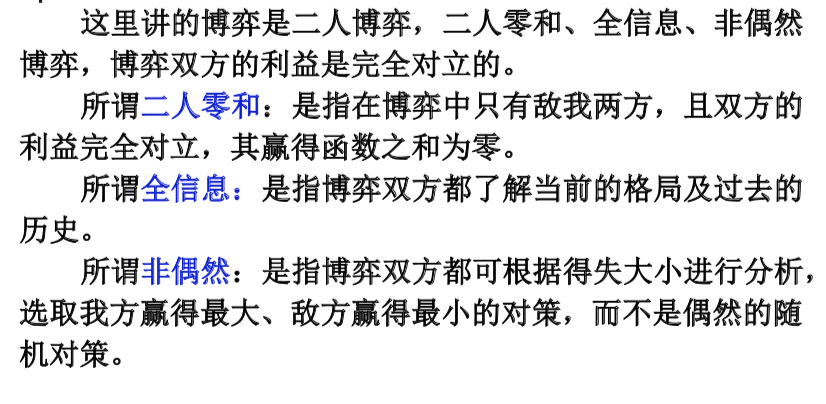 这里讲的博弈是二人博弈，二人零和、全信息、非偶然
博弈，博弈双方的利益是完全对立的。
所谓二人零和：是指在博弈中只有敌我两方，且双方的
利益完全对立，其赢得函数之和为零。
所谓全信息：是指博弈双方都了解当前的格局及过去的
历史。
所谓非偶然：是指博弈双方都可根据得失大小进行分析，
选取我方赢得最大、敌方赢得最小的对策，而不是偶然的随
机对策。